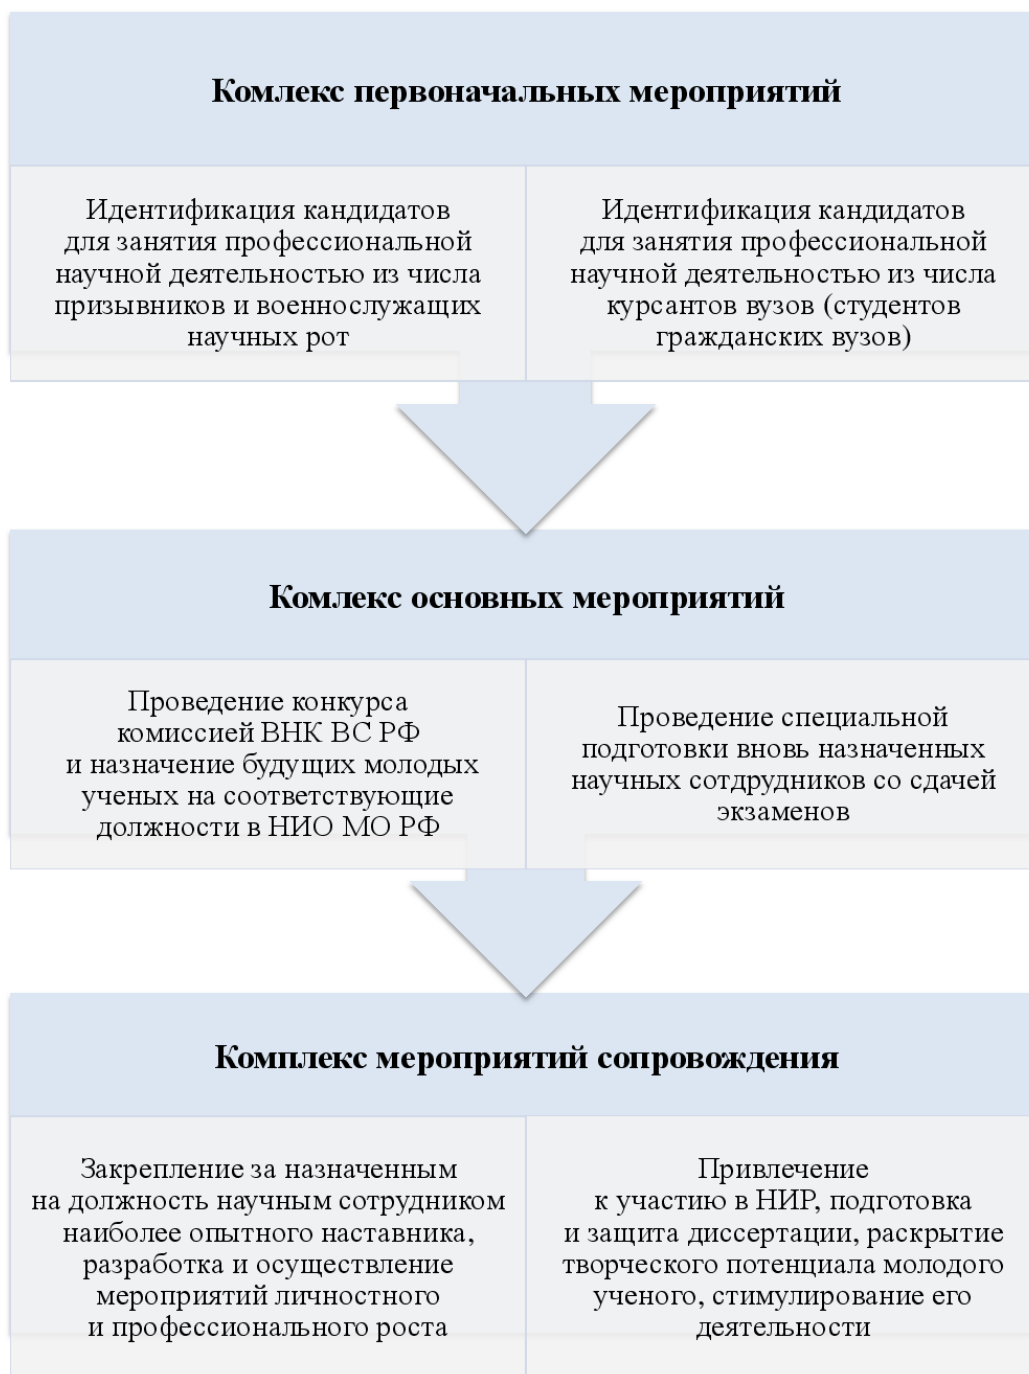 Комлекс первоначальных мероприятий
Идентификация кандидатов
для занятия профессиональной
научной деятельностью из числа
призывников и военнослужащих
научных рот
Идентификация кандидатов
для занятия профессиональной
научной деятельностью из числа
курсантов вузов (студентов
гражданских вузов)
Комлекс основных мероприятий
Проведение конкурса
комиссией ВНК ВС РФ
и назначение будущих молодых
ученых на соответствующие
должности в НИО МО РФ
Проведение специальной
подготовки вновь назначенных
научных сотдрудников со сдачей
экзаменов
Комплекс мероприятий сопровождения
Закрепление за назначенным
на должность научным сотрудником
наиболее опытного наставника,
разработка и осуществление
мероприятий личностного
и профессионального роста
Привлечение
к участию в НИР, подготовка
и защита диссертации, раскрытие
творческого потенциала молодого
ученого, стимулирование его
деятельности